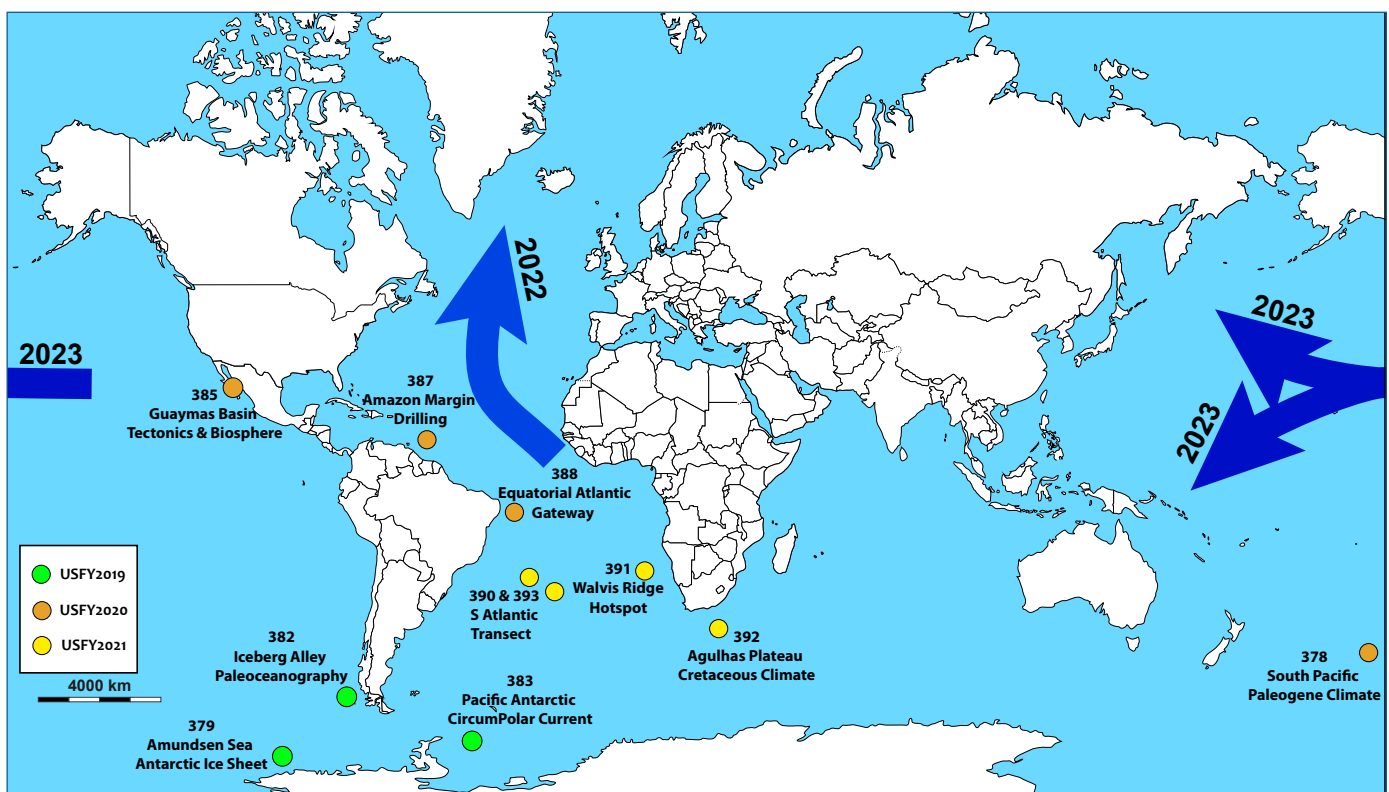 2022
2023
2023
2023
385
Guaymas Basin
Tectonics & Biosphere
387
Amazon Margin
Drilling
388
Equatorial Atlantic
Gateway
390 & 393
S Atlantic
Transect
391
Walvis Ridge
Hotspot
392
Agulhas Plateau
Cretaceous Climate
378
South Pacific
Paleogene Climate
USFY2019
USFY2020
USFY2021
4000 km
382
Iceberg Alley
Paleoceanography
383
Pacific Antarctic
CircumPolar Current
379
Amundsen Sea
Antarctic Ice Sheet